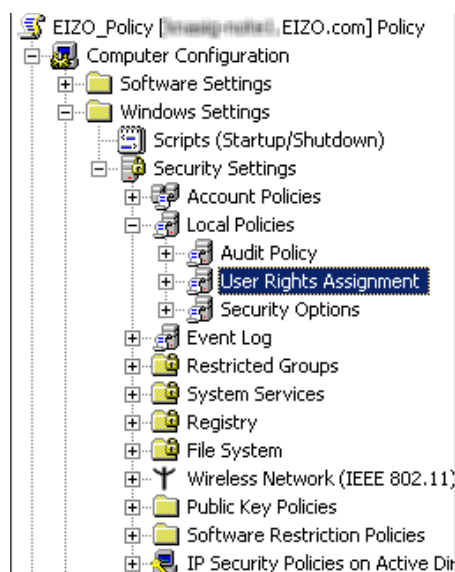 EIZO_Policy [ .EIZO.com] Policy
Computer Configuration
Software Settings
Windows Settings
Scripts (Startup/Shutdown)
Security Settings
Account Policies
Local Policies
Audit Policy
User Rights Assignment
Security Options
Event Log
Restricted Groups
System Services
Registry
File System
Wireless Network (IEEE 802.11)
Public Key Policies
Software Restriction Policies
IP Security Policies on Active Dir